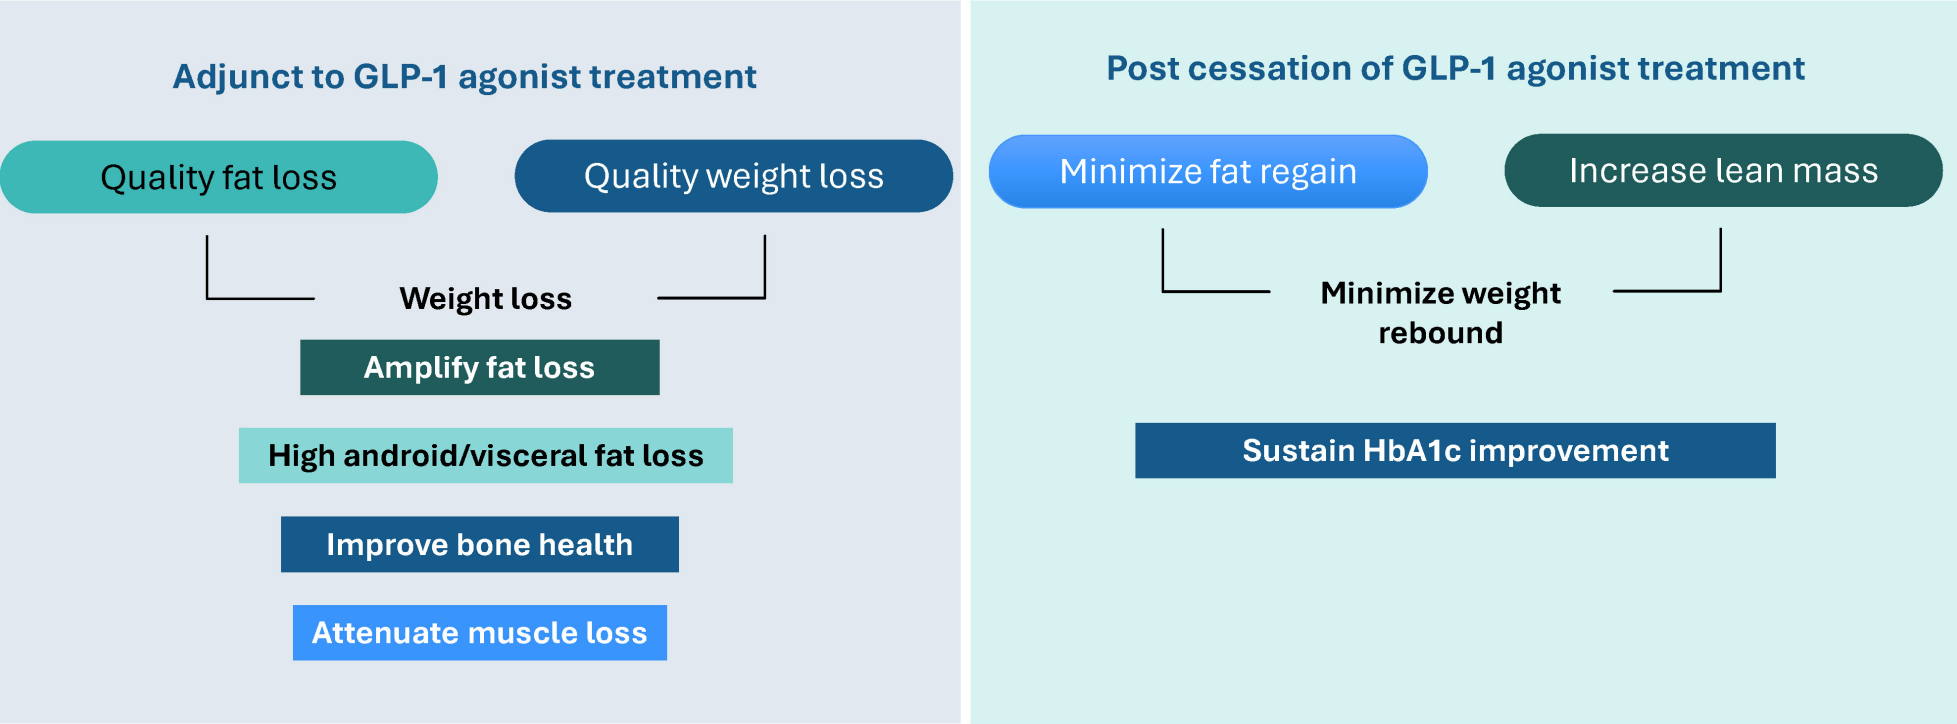 Adjunct to GLP-1 agonist treatment
Quality fat loss
Quality weight loss
Weight loss
Amplify fat loss
High android/visceral fat loss
Improve bone health
Attenuate muscle loss
Post cessation of GLP-1 agonist treatment
Minimize fat regain
Increase lean mass
Minimize weight
rebound
Sustain HbA1c improvement